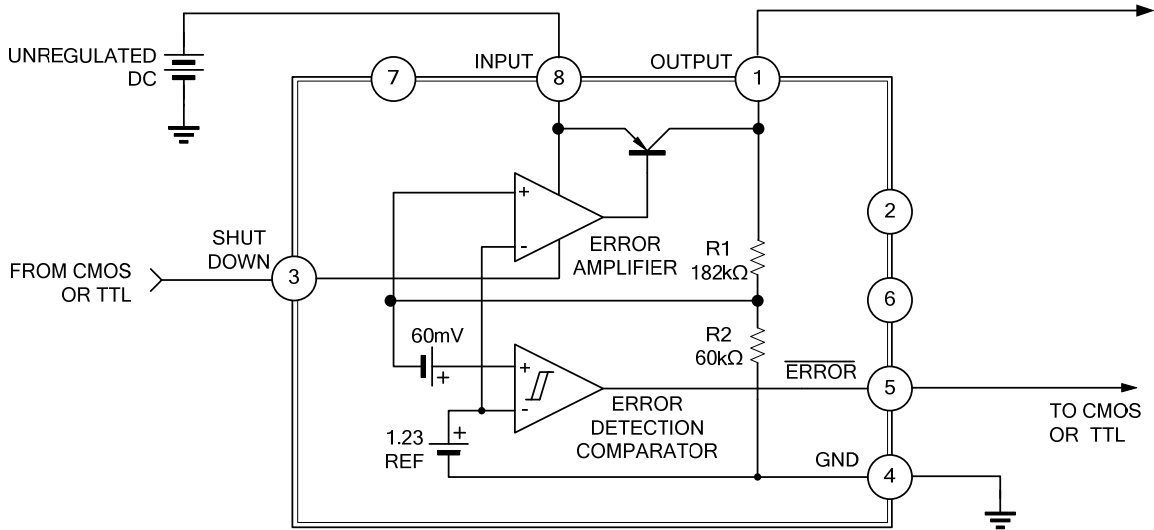 UNREGULATED
DC
7
INPUT
8
OUTPUT
1
+
-
ERROR
AMPLIFIER
2
SHUT
DOWN
3
FROM CMOS
OR TTL
R1
182kΩ
6
60mV
+
R2
60kΩ
+
-
ERROR
5
ERROR
DETECTION
COMPARATOR
TO CMOS
OR TTL
1.23
REF
+
GND
4